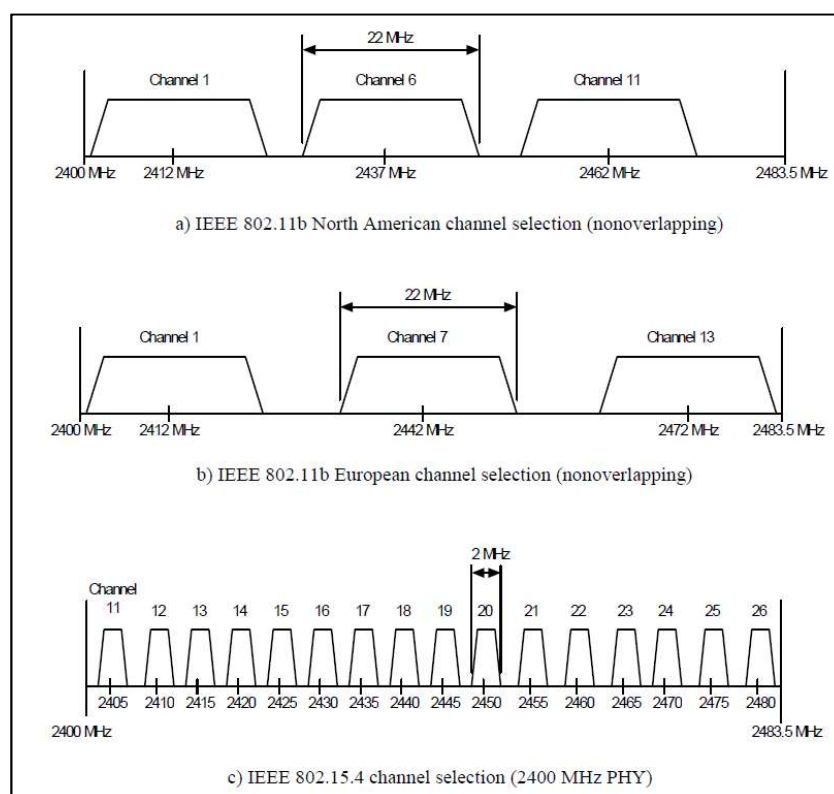 22 MHz
Channel 1 Channel 6 Channel 11
2400 MHz 2412 MHz 2437 MHz 2462 MHz 2483.5 MHz
a) IEEE 802.11b North American channel selection (nonoverlapping)
22 MHz
Channel 1 Channel 7 Channel 13
2400 MHz 2412 MHz 2442 MHz 2472 MHz 2483.5 MHz
b) IEEE 802.11b European channel selection (nonoverlapping)
2 MHz
Channel
11 12 13 14 15 16 17 18 19 20 21 22 23 24 25 26
2405 2410 2415 2420 2425 2430 2435 2440 2445 2450 2455 2460 2465 2470 2475 2480
2400 MHz 2483.5 MHz
c) IEEE 802.15.4 channel selection (2400 MHz PHY)